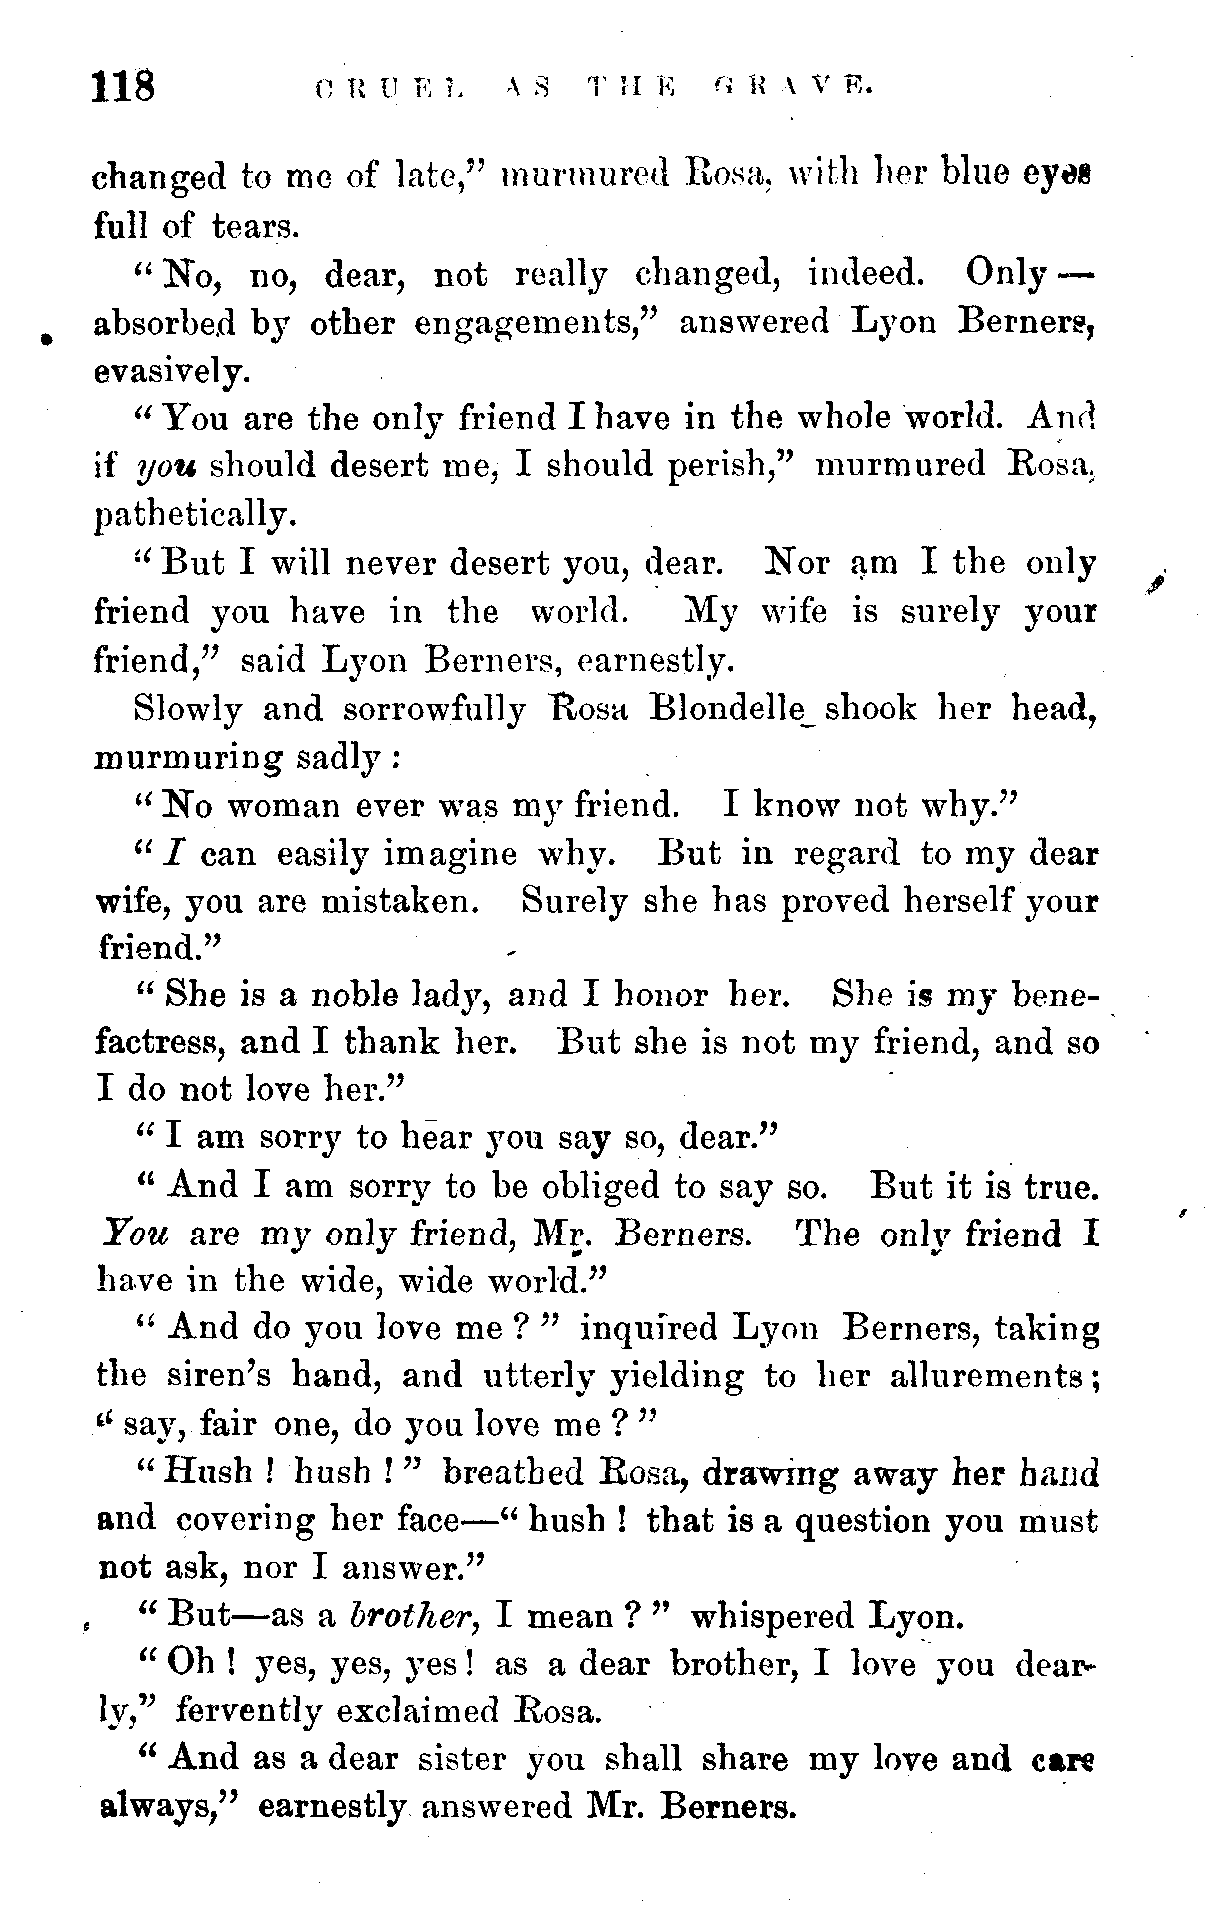 118 CRUEL AS THE GRAVE.
changed to me of late,” murmured Rosa, with her blue eyes
full of tears.
“No, no, dear, not really changed, indeed. Only—
absorbed by other engagements,” answered Lyon Berners,
evasively.
“You are the only friend I have in the whole world. And
if you should desert me, I should perish,” murmured Rosa,
pathetically.
“But I will never desert you, dear. Nor am I the only
friend you have in the world. My wife is surely your
friend,” said Lyon Berners, earnestly.
Slowly and sorrowfully Rosa Blondelle shook her head,
murmuring sadly:
“No woman ever was my friend. I know not why.”
“I can easily imagine why. But in regard to my dear
wife, you are mistaken. Surely she has proved herself your
friend.”
“She is a noble lady, and I honor her. She is my bene-
factress, and I thank her. But she is not my friend, and so
I do not love her.”
“I am sorry to hear you say so, dear.”
“And I am sorry to be obliged to say so. But it is true.
You are my only friend, Mr. Berners. The only friend I
have in the wide, wide world.”
“And do you love me?” inquired Lyon Berners, taking
the siren’s hand, and utterly yielding to her allurements;
“say, fair one, do you love me?”
“Hush! hush!” breathed Rosa, drawing away her hand
and covering her face—“hush! that is a question you must
not ask, nor I answer.”
“But—as a brother, I mean?” whispered Lyon.
“Oh! yes, yes, yes! as a dear brother, I love you dear-
ly,” fervently exclaimed Rosa.
“And as a dear sister you shall share my love and care
always,” earnestly answered Mr. Berners.